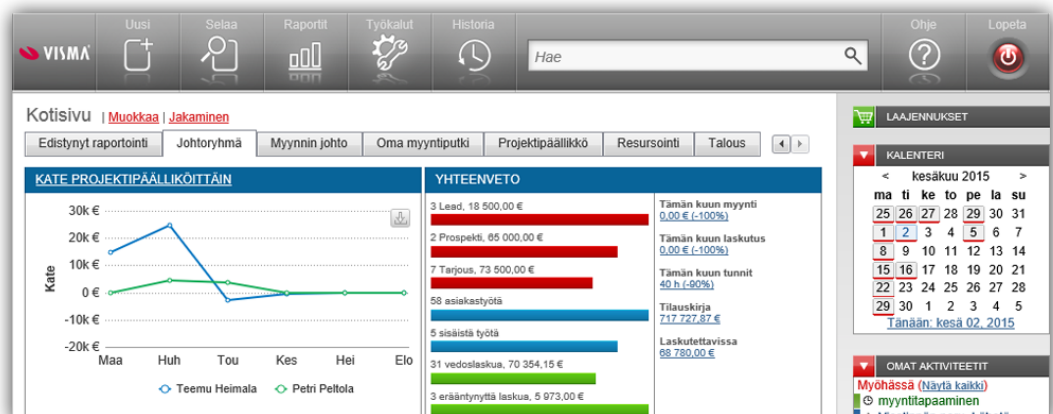 Uusi Selaa Raportit Työkalut Historia Ohje Lopeta
VISMA Hae
Kotisivu | Muokkaa | Jakaminen
Edistynyt raportointi Johtoryhmä Myynnin johto Oma myyntiputki Projektipäällikkö Resursointi Talous
KATE PROJEKTIPÄÄLLIKÖITTÄIN
30k €
20k €
10k €
0 €
-10k €
-20k €
Kate
Maa Huh Tou Kes Hei Elo
Teemu Heimala Petri Peltola
YHTEENVETO
3 Lead, 18 500,00 €
2 Prospekti, 65 000,00 €
7 Tarjous, 73 500,00 €
58 asiakastyötä
5 sisäistä työtä
31 vedoslaskua, 70 354,15 €
3 erääntynyttä laskua, 5 973,00 €
Tämän kuun myynti
0,00 € (-100%)
Tämän kuun laskutus
0,00 € (-100%)
Tämän kuun tunnit
40 h (-90%)
Tilauskirja
717 727,87 €
Laskutettavissa
68 780,00 €
LAAJENNUKSET
KALENTERI
< kesäkuu 2015 >
ma ti ke to pe la su
25 26 27 28 29 30 31
1 2 3 4 5 6 7
8 9 10 11 12 13 14
15 16 17 18 19 20 21
22 23 24 25 26 27 28
29 30 1 2 3 4 5
Tänään: kesä 02, 2015
OMAT AKTIVITEETIT
Myöhässä (Näytä kaikki)
myyntitapaaminen